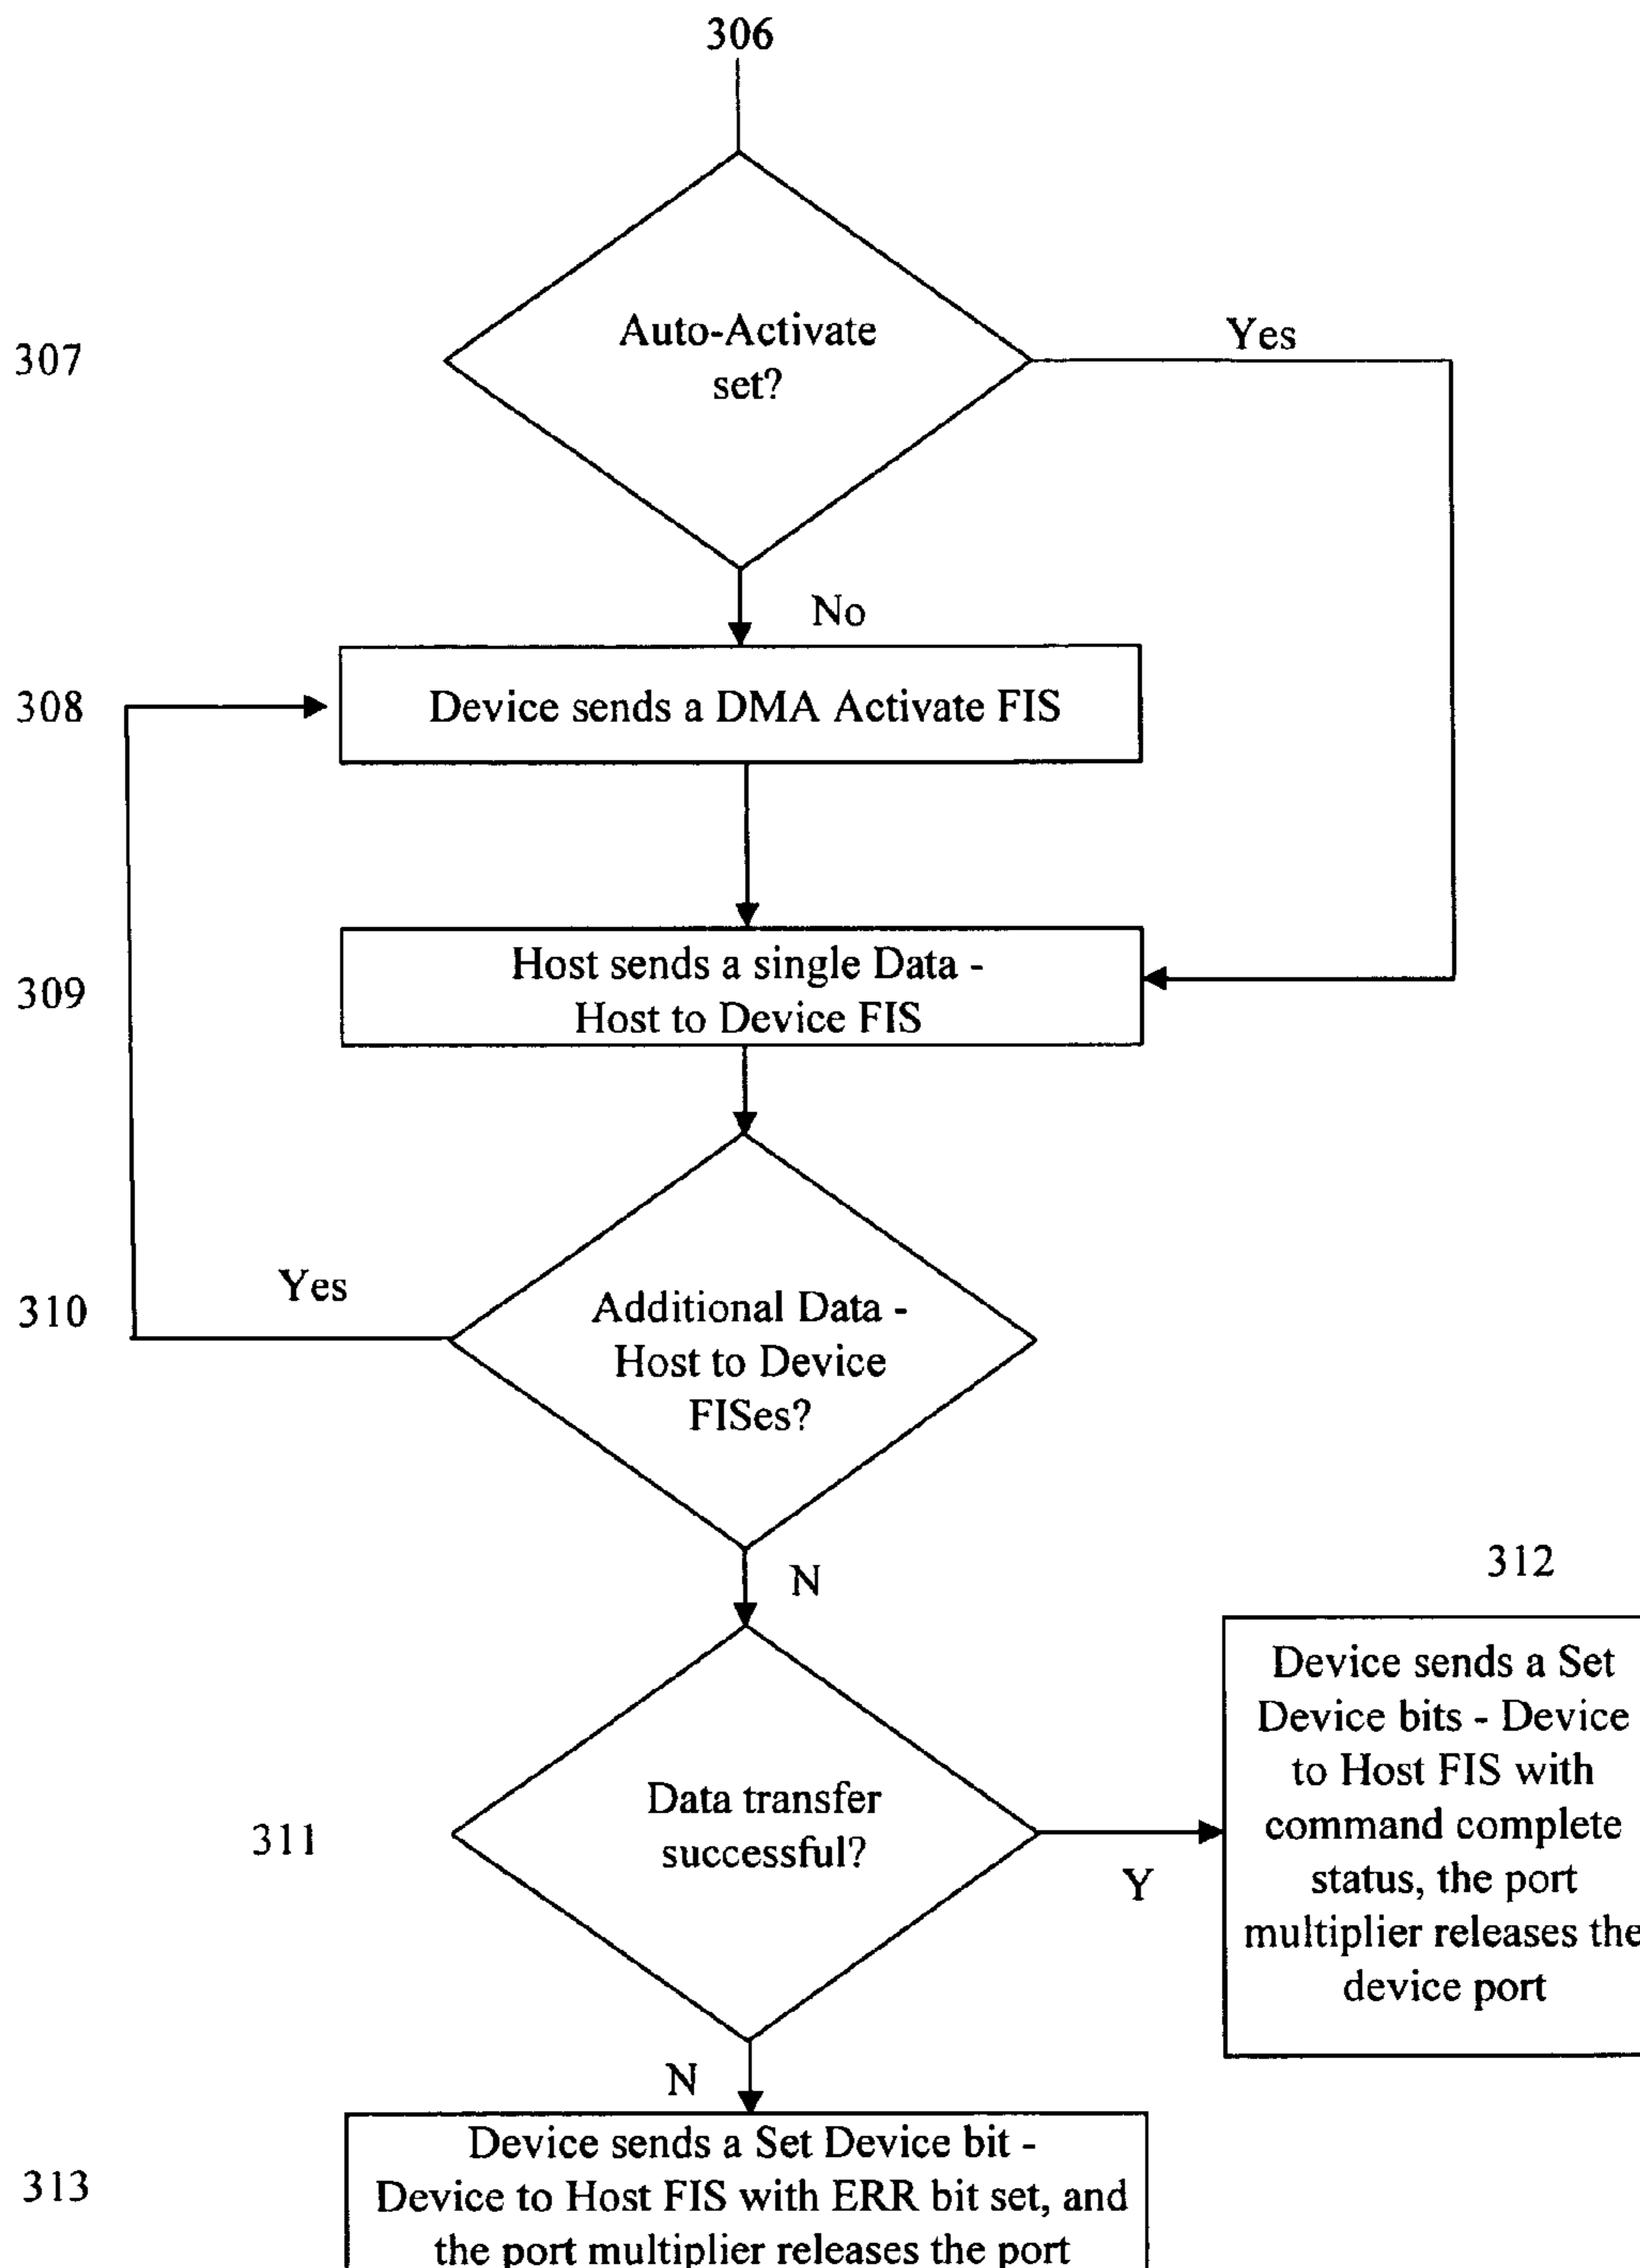 306
307
Auto-Activate
set?
Yes
No
308
Device sends a DMA Activate FIS
309
Host sends a single Data -
Host to Device FIS
310
Yes
Additional Data -
Host to Device
FISes?
N
312
Device sends a Set
Device bits - Device
to Host FIS with
command complete
status, the port
multiplier releases the
device port
311
Data transfer
successful?
Y
N
313
Device sends a Set Device bit -
Device to Host FIS with ERR bit set, and
the port multiplier releases the port